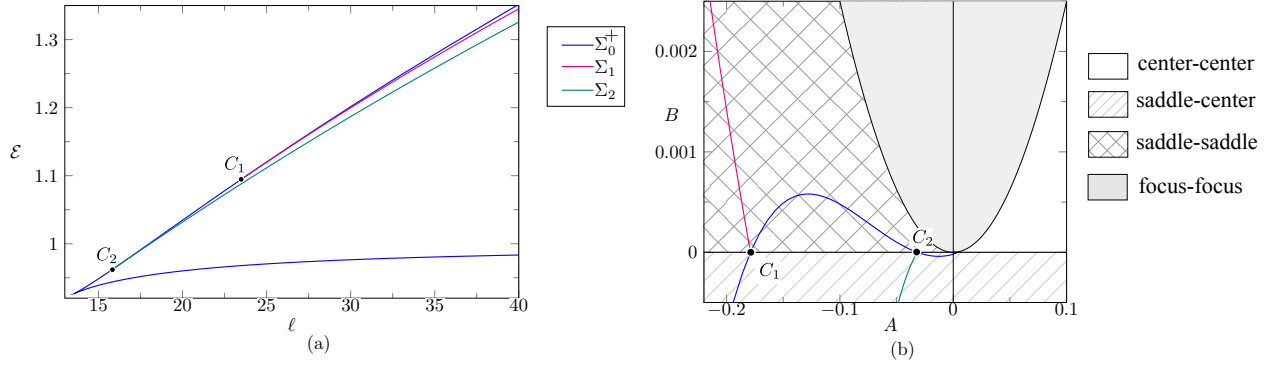 1.3
1.2
1.1
1
ℰ
C₁
C₂
15
20
25
30
35
40
ℓ
(a)
Σ₀⁺
Σ₁
Σ₂
0.002
B
0.001
0
C₁
C₂
−0.2
−0.1
0
0.1
A
(b)
center-center
saddle-center
saddle-saddle
focus-focus